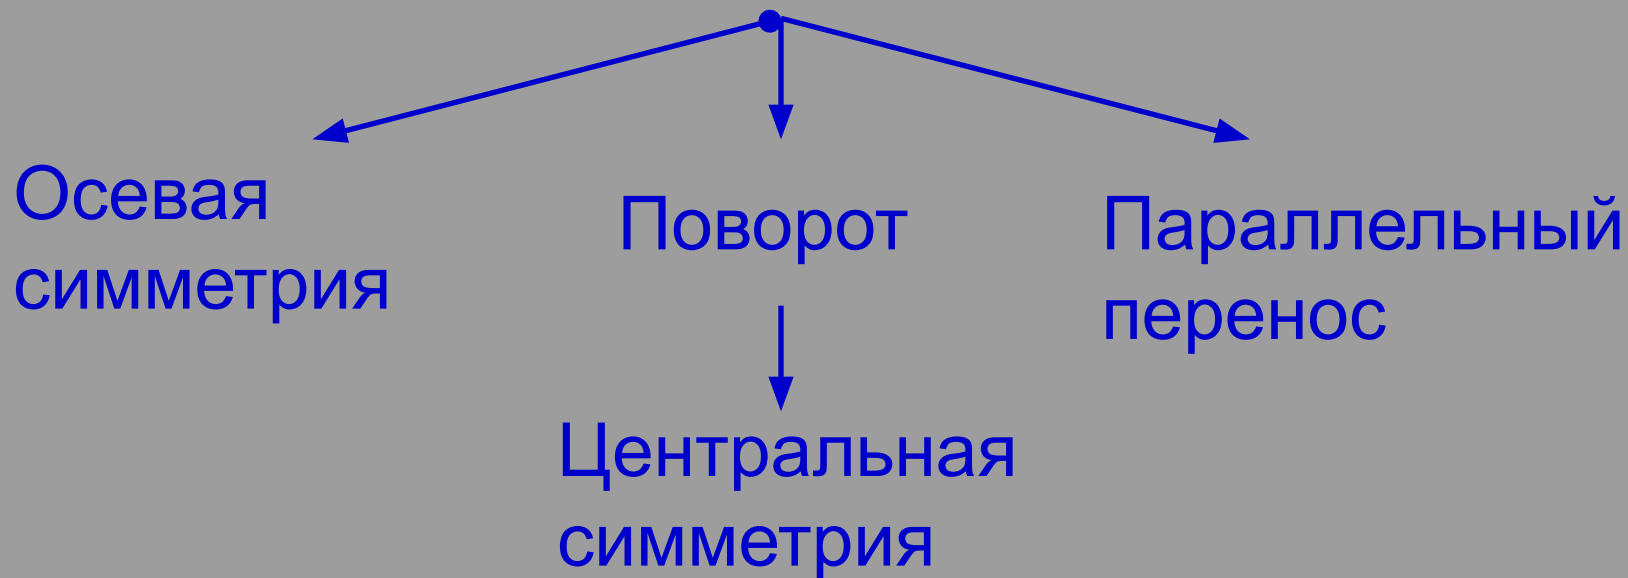 Осевая
симметрия
Поворот
Параллельный
перенос
Центральная
симметрия